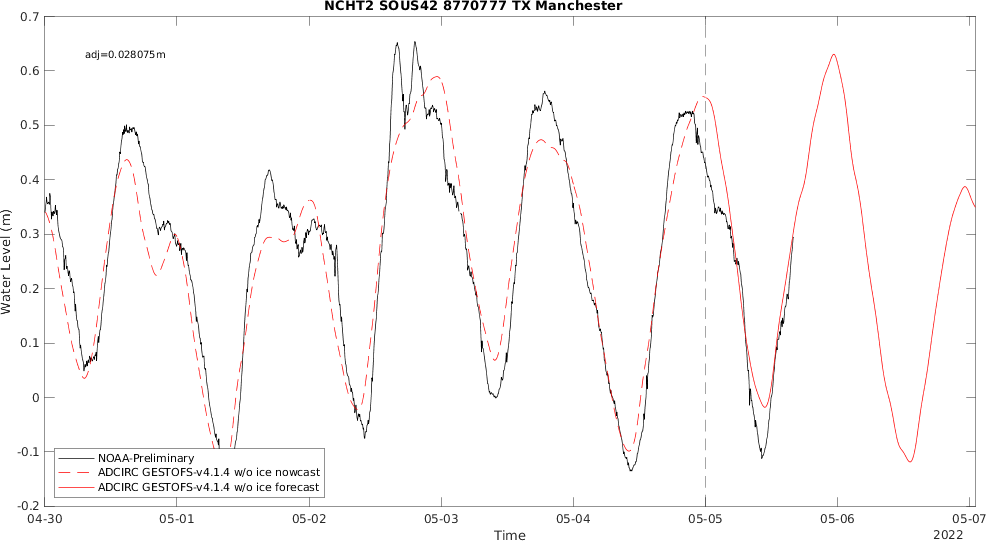 NCHT2 SOUS42 8770777 TX Manchester
adj=0.028075m
0.7
0.6
0.5
0.4
0.3
0.2
0.1
0
-0.1
-0.2
Water Level (m)
NOAA-Preliminary
ADCIRC GESTOFS-v4.1.4 w/o ice nowcast
ADCIRC GESTOFS-v4.1.4 w/o ice forecast
04-30 05-01 05-02 05-03 05-04 05-05 05-06 05-07
Time
2022